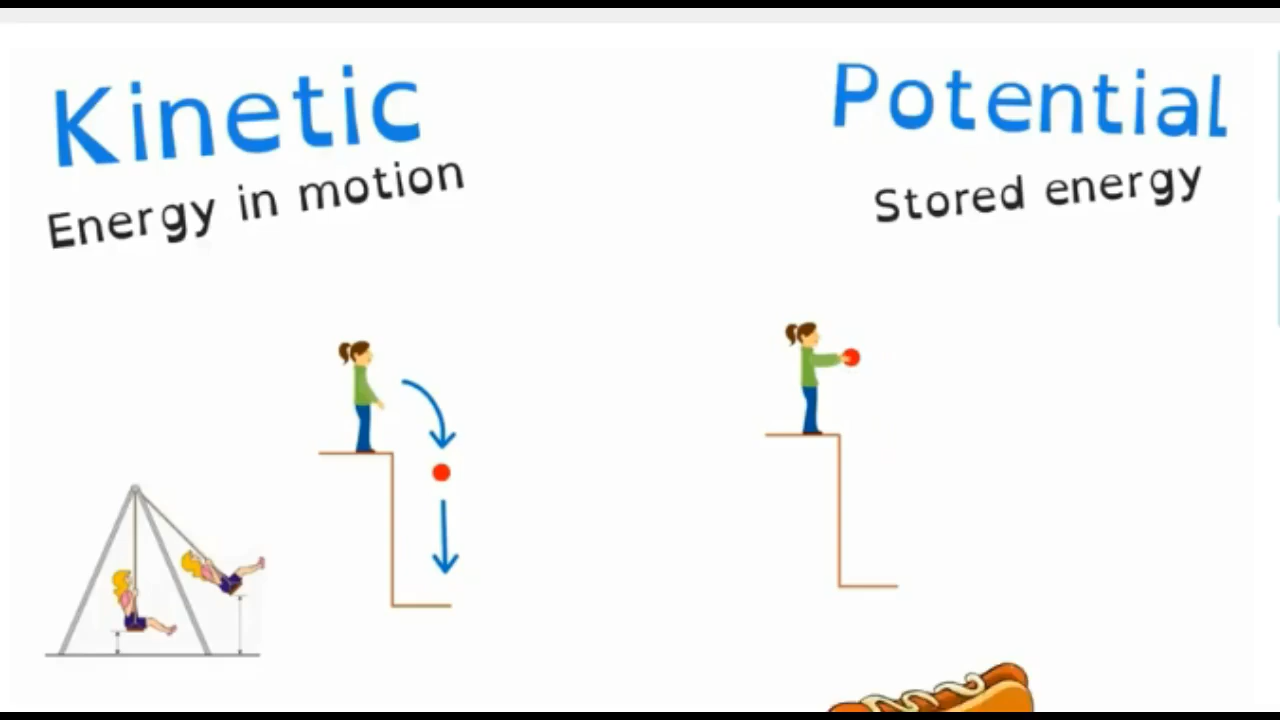 Kinetic
Energy in motion
Potential
Stored energy